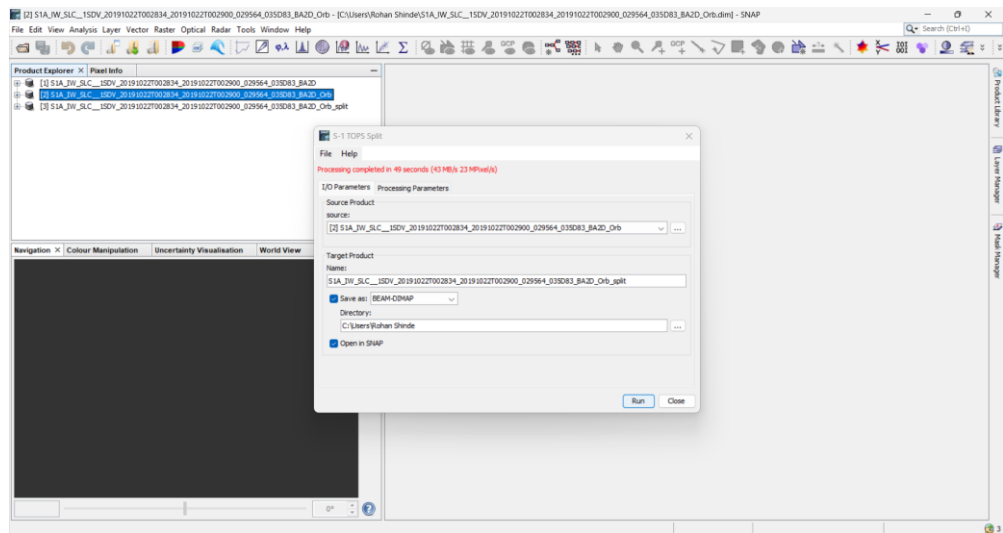 [2] S1A_IW_SLC__1SDV_20191022T002834_20191022T002900_029564_035D83_BA2D_Orb - [C:\Users\Rohan Shinde\S1A_IW_SLC__1SDV_20191022T002834_20191022T002900_029564_035D83_BA2D_Orb.dim] - SNAP
File Edit View Analysis Layer Vector Raster Optical Radar Tools Window Help
Search (Ctrl+I)
Product Explorer × Pixel Info
[1] S1A_IW_SLC__1SDV_20191022T002834_20191022T002900_029564_035D83_BA2D
[2] S1A_IW_SLC__1SDV_20191022T002834_20191022T002900_029564_035D83_BA2D_Orb
[3] S1A_IW_SLC__1SDV_20191022T002834_20191022T002900_029564_035D83_BA2D_Orb_split
S-1 TOPS Split
File Help
Processing completed in 49 seconds (43 MB/s 23 MPixel/s)
I/O Parameters Processing Parameters
Source Product
source:
[2] S1A_IW_SLC__1SDV_20191022T002834_20191022T002900_029564_035D83_BA2D_Orb
Target Product
Name:
S1A_IW_SLC__1SDV_20191022T002834_20191022T002900_029564_035D83_BA2D_Orb_split
Save as: BEAM-DIMAP
Directory:
C:\Users\Rohan Shinde
Open in SNAP
Run Close
Navigation × Colour Manipulation Uncertainty Visualisation World View
0°
Product Library
Layer Manager
Mask Manager
3